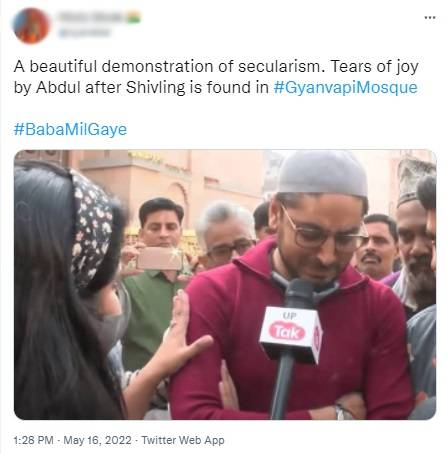 A beautiful demonstration of secularism. Tears of joy
by Abdul after Shivling is found in #GyanvapiMosque
#BabaMilGaye
UP
Tak
1:28 PM · May 16, 2022 · Twitter Web App